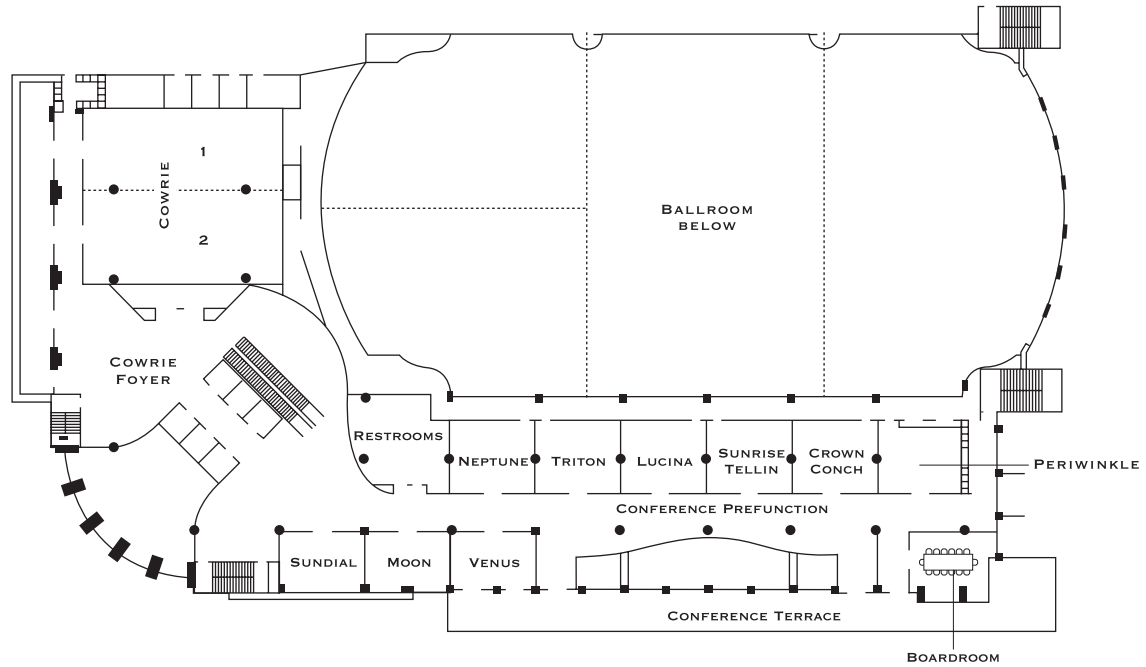 1
COWRIE
2
BALLROOM
BELOW
COWRIE
FOYER
RESTROOMS
NEPTUNE
TRITON
LUCINA
SUNRISE
TELLIN
CROWN
CONCH
PERIWINKLE
CONFERENCE PREFUNCTION
SUNDIAL
MOON
VENUS
CONFERENCE TERRACE
BOARDROOM